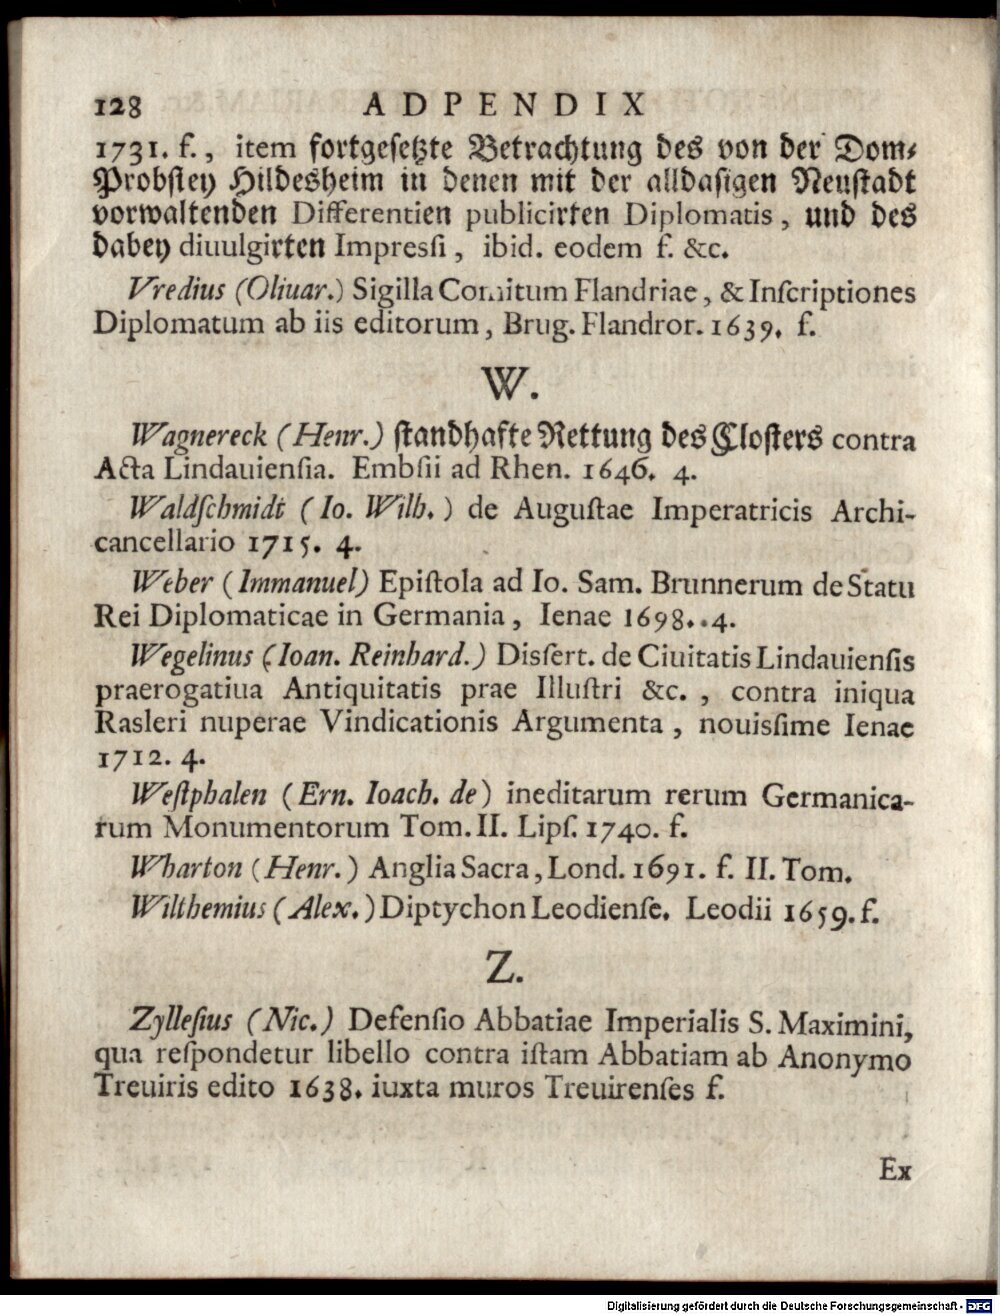 128 ADPENDIX
1731. f., item fortgeſetzte Betrachtung des von der Dom-
Probſtey Hildesheim in denen mit der alldaſigen Neuſtadt
vorwaltenden Differentien publicirten Diplomatis, und des
dabey diuulgirten Impreſſi, ibid. eodem f. &c.
Vredius (Oliuar.) Sigilla Comitum Flandriae, & Inſcriptiones
Diplomatum ab iis editorum, Brug. Flandror. 1639. f.
W.
Wagnereck (Henr.) ſtandhafte Rettung des Cloſters contra
Acta Lindauienſia. Embſii ad Rhen. 1646. 4.
Waldſchmidt (Io. Wilh.) de Auguſtae Imperatricis Archi-
cancellario 1715. 4.
Weber (Immanuel) Epiſtola ad Io. Sam. Brunnerum de Statu
Rei Diplomaticae in Germania, Ienae 1698. 4.
Wegelinus (Ioan. Reinhard.) Disſert. de Ciuitatis Lindauienſis
praerogatiua Antiquitatis prae Illuſtri &c., contra iniqua
Rasleri nuperae Vindicationis Argumenta, nouisſime Ienae
1712. 4.
Weſtphalen (Ern. Ioach. de) ineditarum rerum Germanica-
rum Monumentorum Tom. II. Lipſ. 1740. f.
Wharton (Henr.) Anglia Sacra, Lond. 1691. f. II. Tom.
Wilthemius (Alex.) Diptychon Leodienſe. Leodii 1659. f.
Z.
Zylleſius (Nic.) Defenſio Abbatiae Imperialis S. Maximini,
qua reſpondetur libello contra iſtam Abbatiam ab Anonymo
Treuiris edito 1638. iuxta muros Treuirenſes f.
Ex
Digitalisierung gefördert durch die Deutsche Forschungsgemeinschaft - DFG